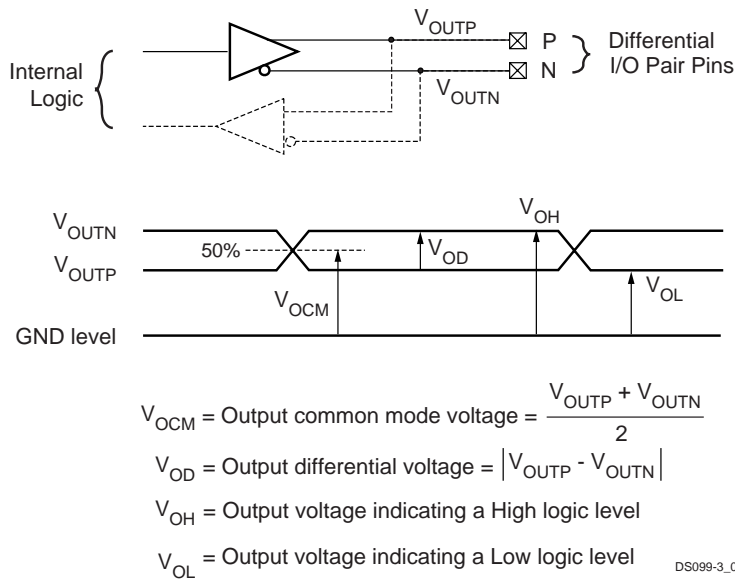 V_OUTP
P
N
Differential
I/O Pair Pins
Internal
Logic
V_OUTN
V_OUTN
V_OUTP
50%
V_OH
V_OD
V_OL
V_OCM
GND level
V_OCM = Output common mode voltage = (V_OUTP + V_OUTN) / 2
V_OD = Output differential voltage = |V_OUTP - V_OUTN|
V_OH = Output voltage indicating a High logic level
V_OL = Output voltage indicating a Low logic level
DS099-3_0